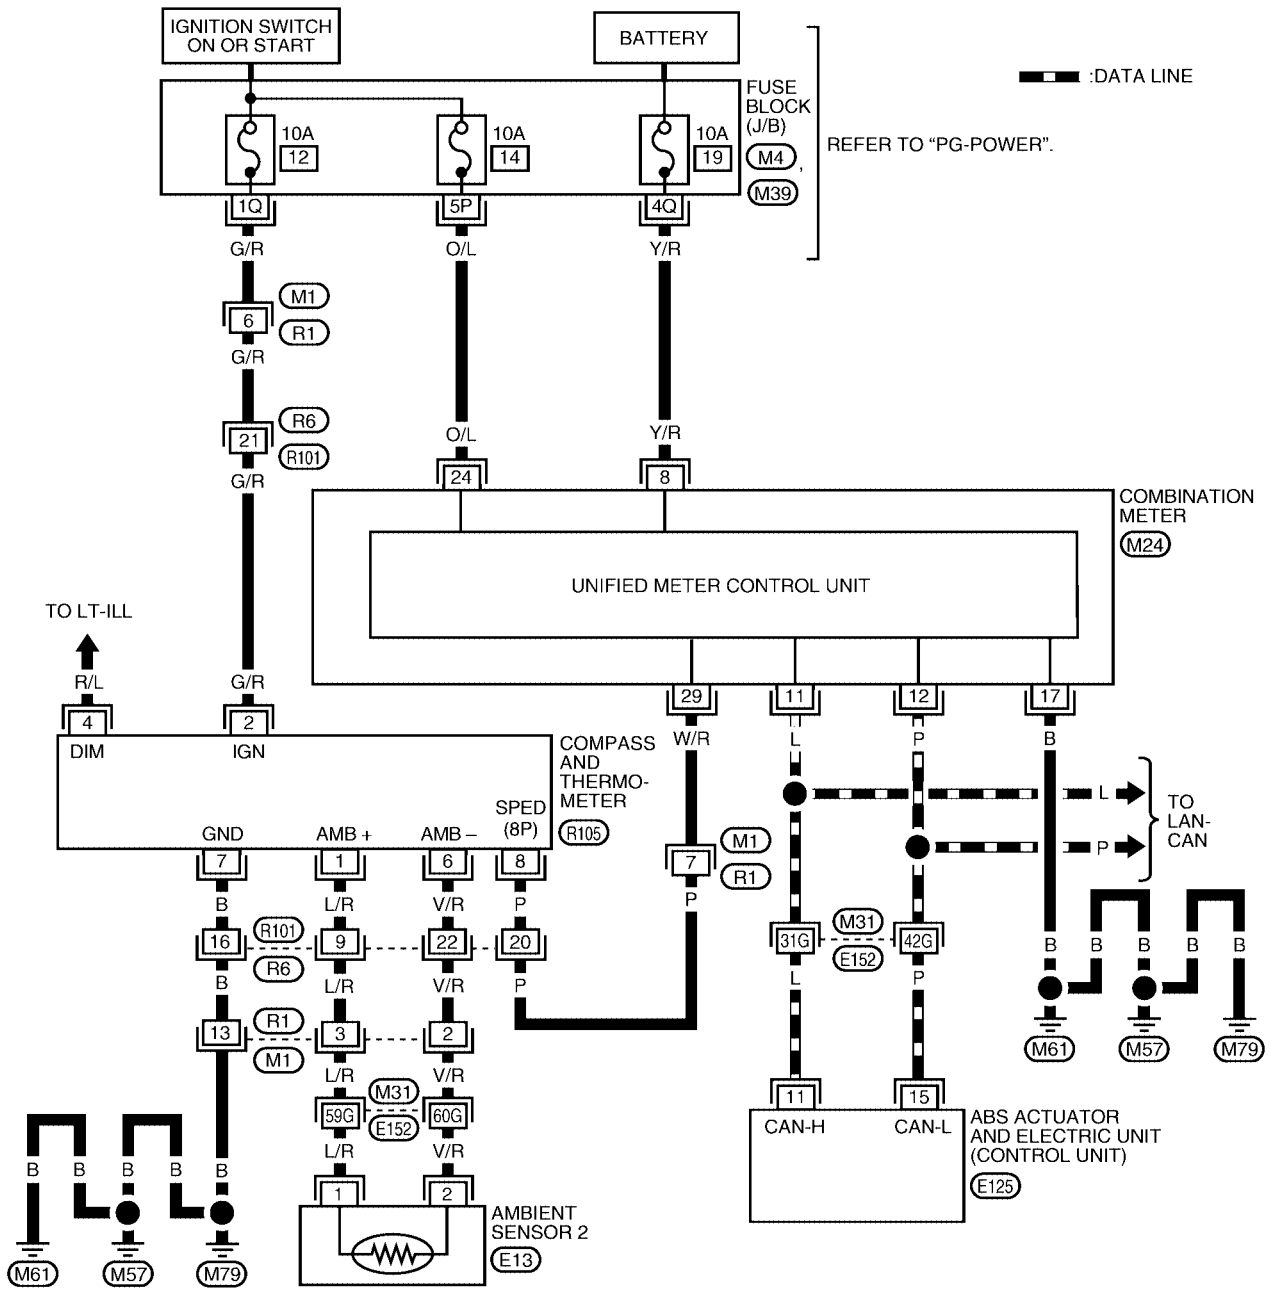 IGNITION SWITCH
ON OR START
BATTERY
:DATA LINE
FUSE
BLOCK
(J/B)
M4
,
M39
REFER TO “PG-POWER”.
10A
12
10A
14
10A
19
1Q
5P
4Q
G/R
O/L
Y/R
M1
6
R1
G/R
R6
21
R101
G/R
O/L
Y/R
24
8
COMBINATION
METER
M24
UNIFIED METER CONTROL UNIT
TO LT-ILL
R/L
G/R
4
2
DIM
IGN
COMPASS
AND
THERMO-
METER
R105
SPED
(8P)
GND
AMB +
AMB –
7
1
6
8
29
11
12
17
W/R
L
P
B
L
P
TO
LAN-
CAN
M1
7
R1
P
B
L/R
V/R
P
16
R101
R6
9
22
20
B
L/R
V/R
P
M31
31G
42G
E152
L
P
B
B
B
B
B
M61
M57
M79
13
R1
M1
3
2
L/R
V/R
M31
59G
60G
E152
L/R
V/R
1
2
11
15
CAN-H
CAN-L
ABS ACTUATOR
AND ELECTRIC UNIT
(CONTROL UNIT)
E125
B
B
B
B
B
M61
M57
M79
AMBIENT
SENSOR 2
E13